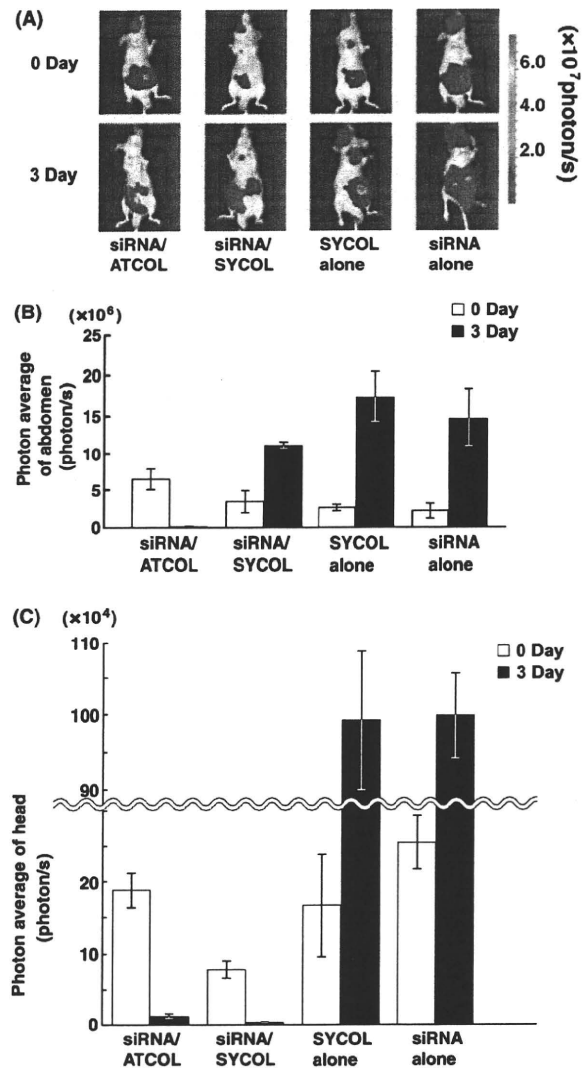 (A)
0 Day
3 Day
6.0
4.0
2.0
(×10⁷photon/s)
siRNA/
ATCOL
siRNA/
SYCOL
SYCOL
alone
siRNA
alone
(B) (×10⁶)
25
20
15
10
5
0
Photon average
of abdomen
(photon/s)
0 Day
3 Day
siRNA/
ATCOL
siRNA/
SYCOL
SYCOL
alone
siRNA
alone
(C) (×10⁴)
110
100
90
20
10
0
Photon average of head
(photon/s)
0 Day
3 Day
siRNA/
ATCOL
siRNA/
SYCOL
SYCOL
alone
siRNA
alone